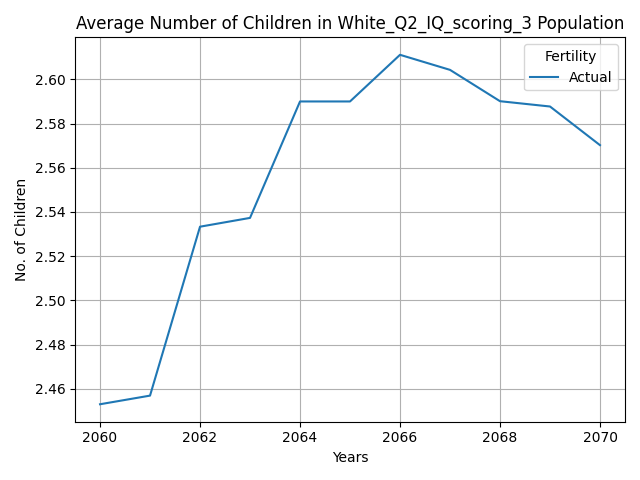 Average Number of Children in White_Q2_IQ_scoring_3 Population
Fertility
Actual
No. of Children
2.60
2.58
2.56
2.54
2.52
2.50
2.48
2.46
2060 2062 2064 2066 2068 2070
Years